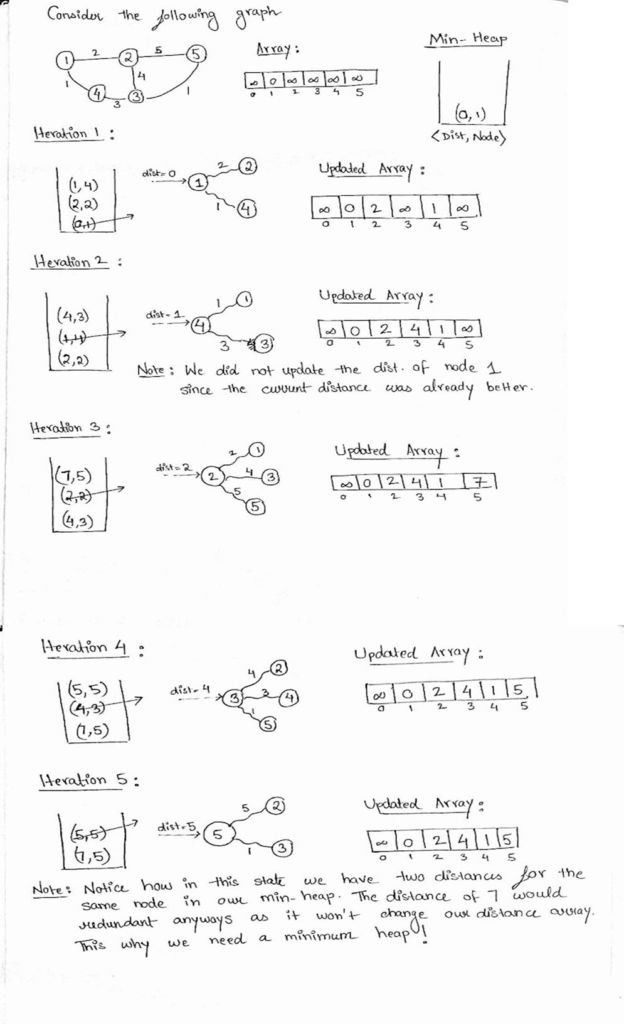 Consider the following graph
Array:
Min-Heap
1 2 2 5 5
1 4 4 3 3 1
∞ 0 ∞ ∞ ∞ ∞
0 1 2 3 4 5
(0,1)
<Dist, Node>
Iteration 1:
(1,4)
(2,2)
(0,1)
dist=0
1 2 2
1 4
Updated Array:
∞ 0 2 ∞ 1 ∞
0 1 2 3 4 5
Iteration 2:
(4,3)
(1,4)
(2,2)
dist=1
4 1 1
3 3
Updated Array:
∞ 0 2 4 1 ∞
0 1 2 3 4 5
Note: We did not update the dist. of node 1
since the current distance was already better.
Iteration 3:
(7,5)
(2,2)
(4,3)
dist=2
2 2 1
4 3
5 5
Updated Array:
∞ 0 2 4 1 7
0 1 2 3 4 5
Iteration 4:
(5,5)
(4,3)
(7,5)
dist=4
3 4 2
3 4
1 5
Updated Array:
∞ 0 2 4 1 5
0 1 2 3 4 5
Iteration 5:
(5,5)
(7,5)
dist=5
5 5 2
1 3
Updated Array:
∞ 0 2 4 1 5
0 1 2 3 4 5
Note: Notice how in this state we have two distances for the
same node in our min-heap. The distance of 7 would
redundant anyways as it won't change our distance array.
This why we need a minimum heap!